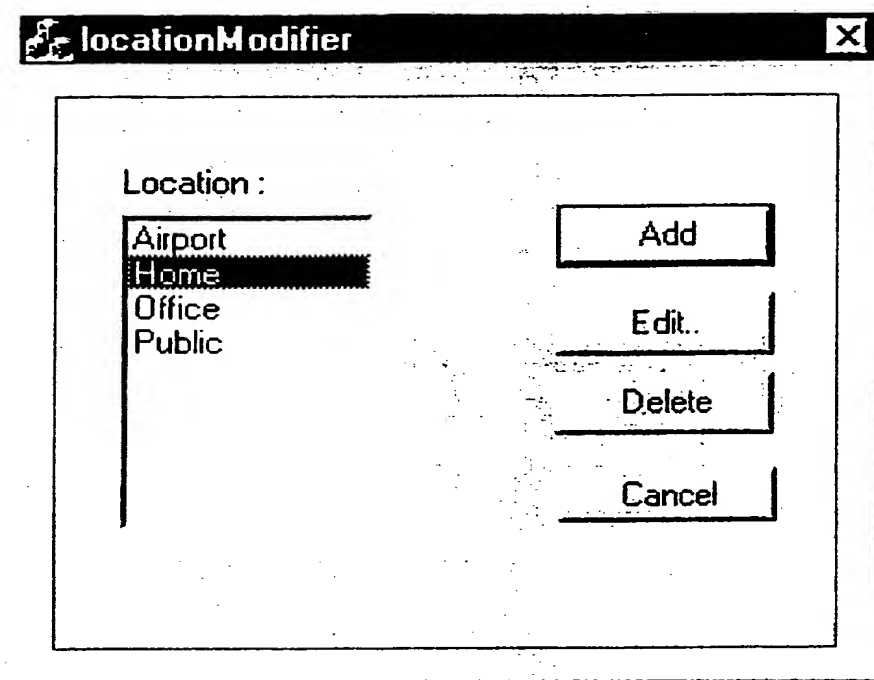 locationModifier
Location :
Airport
Home
Office
Public
Add
Edit..
Delete
Cancel